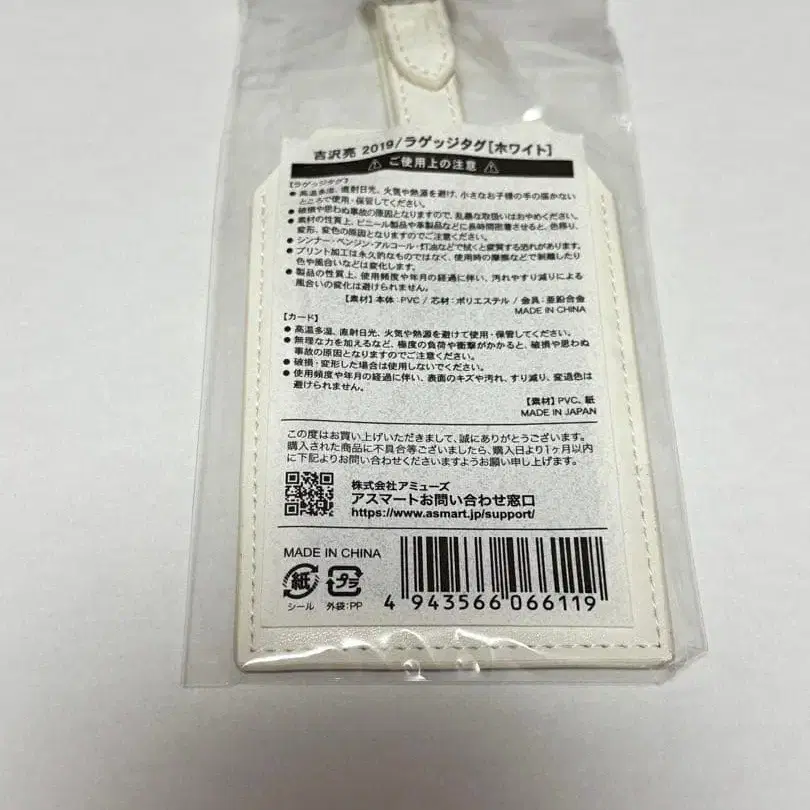 吉沢亮 2019/ラゲッジタグ[ホワイト]
⚠ ご使用上の注意 ⚠
【ラゲッジタグ】
● 高温多湿、直射日光、火気や熱源を避け、小さなお子様の手の届かない
ところで使用・保管してください。
● 破損や思わぬ事故の原因となりますので、乱暴な取扱いはおやめください。
● 素材の性質上、ビニール製品や革製品などに長時間密着させると、色移り、
変形、変色の原因となりますのでご注意ください。
● シンナー・ベンジン・アルコール・灯油などで拭くと変質する恐れがあります。
● プリント加工は永久的なものではなく、使用時の摩擦などで剥離したり
色や風合いなどは変化します。
● 製品の性質上、使用頻度や年月の経過に伴い、汚れやすり減りによる
風合いの変化は避けられません。
【素材】本体:PVC / 芯材:ポリエステル / 金具:亜鉛合金
MADE IN CHINA
【カード】
● 高温多湿、直射日光、火気や熱源を避けて使用・保管してください。
● 無理な力を加えるなど、極度の負荷や衝撃がかかると、破損や思わぬ
事故の原因となりますのでご注意ください。
● 破損・変形した場合は使用しないでください。
● 使用頻度や年月の経過に伴い、表面のキズや汚れ、すり減り、変退色は
避けられません。
【素材】PVC、紙
MADE IN JAPAN
この度はお買い上げいただきまして、誠にありがとうございます。
購入された商品に不具合等ございましたら、購入日より1ヶ月以内
に下記よりお問い合わせくださいますようお願い申し上げます。
株式会社アミューズ
アスマートお問い合わせ窓口
https://www.asmart.jp/support/
MADE IN CHINA
紙 プラ
シール 外袋:PP
4 943566 066119